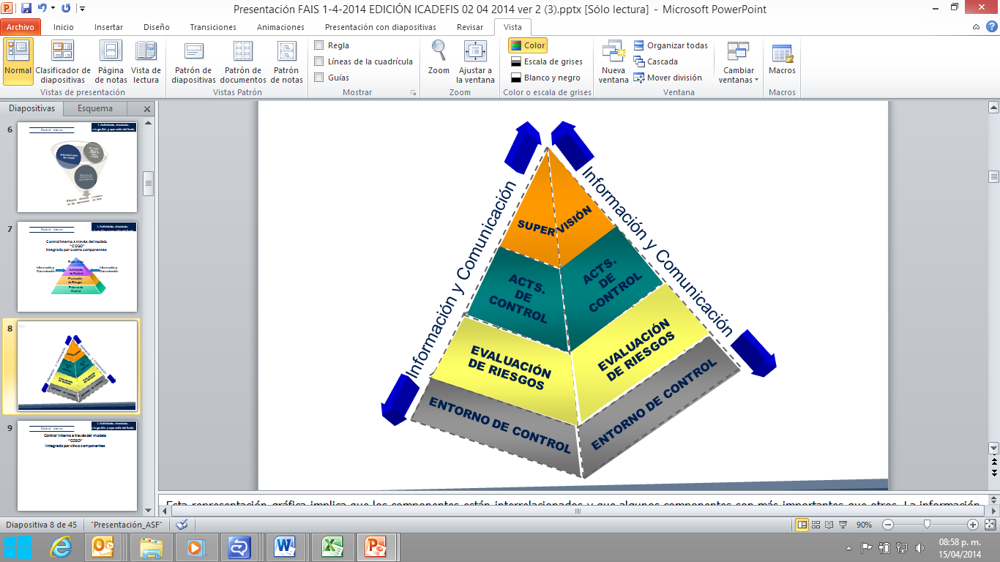 Presentación FAIS 1-4-2014 EDICIÓN ICADEFIS 02 04 2014 ver 2 (3).pptx [Sólo lectura] - Microsoft PowerPoint
Archivo Inicio Insertar Diseño Transiciones Animaciones Presentación con diapositivas Revisar Vista
Normal
Clasificador de
diapositivas
Página
de notas
Vista de
lectura
Vistas de presentación
Patrón de
diapositivas
Patrón de
documentos
Patrón
de notas
Vistas Patrón
Regla
Líneas de la cuadrícula
Guías
Mostrar
Zoom
Ajustar a
la ventana
Zoom
Color
Escala de grises
Blanco y negro
Color o escala de grises
Nueva
ventana
Organizar todas
Cascada
Mover división
Cambiar
ventanas
Ventana
Macros
Macros
Diapositivas Esquema
6
7
Control Interno a través del modelo
"COSO"
Integrado por cuatro componentes
Supervisión
Información y
Comunicación
Actividades
de Control
Información y
Comunicación
Evaluación
de Riesgos
Entorno de
Control
8
9
Control Interno a través del modelo
"COSO"
Integrado por cinco componentes
Información y Comunicación
Información y Comunicación
SUPERVISIÓN
ACTS.
DE
CONTROL
ACTS.
DE
CONTROL
EVALUACIÓN
DE RIESGOS
EVALUACIÓN
DE RIESGOS
ENTORNO DE CONTROL
ENTORNO DE CONTROL
Esta representación gráfica implica que los componentes están interrelacionados y que algunos componentes son más importantes que otros. La información
Diapositiva 8 de 45 "Presentación_ASF" 90%
08:58 p. m.
15/04/2014